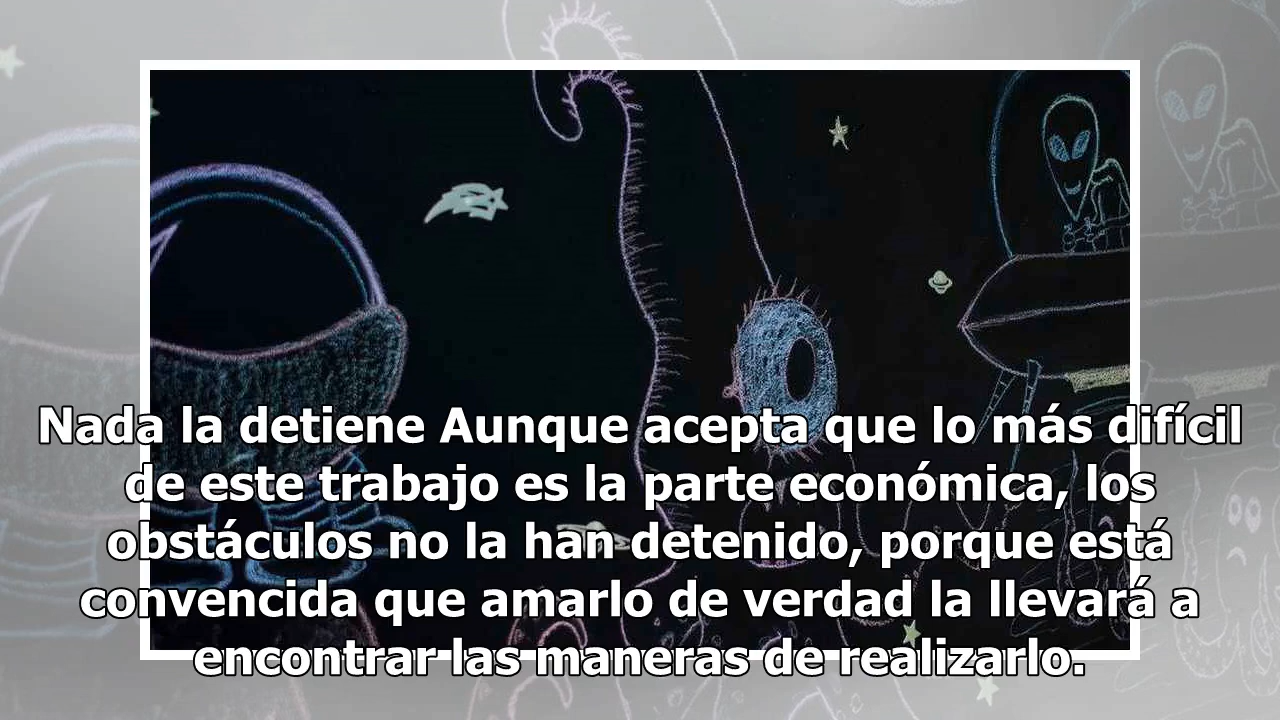 Nada la detiene Aunque acepta que lo más difícil
de este trabajo es la parte económica, los
obstáculos no la han detenido, porque está
convencida que amarlo de verdad la llevará a
encontrar las maneras de realizarlo.